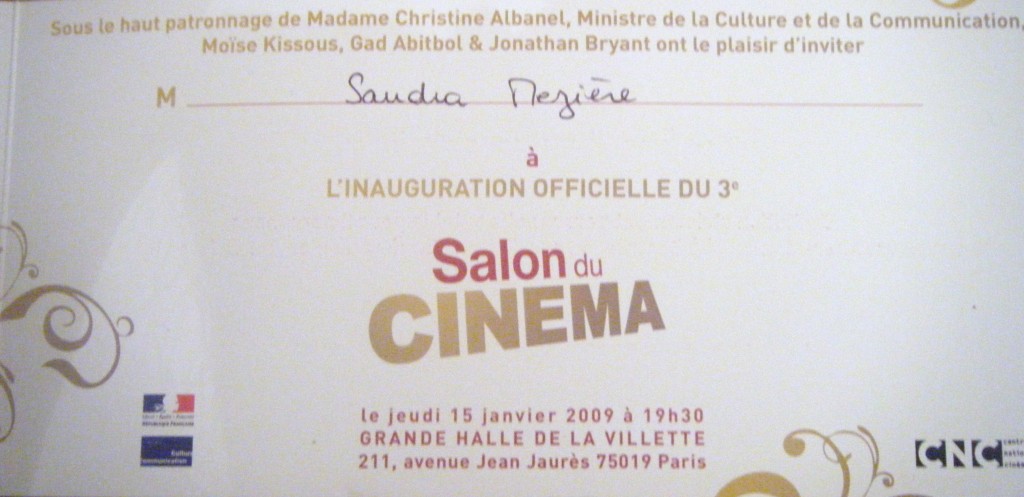 Sous le haut patronnage de Madame Christine Albanel, Ministre de la Culture et de la Communication,
Moïse Kissous, Gad Abitbol & Jonathan Bryant ont le plaisir d'inviter
M Sandra Mezière
à
L'INAUGURATION OFFICIELLE DU 3e
Salon du
CINEMA
le jeudi 15 janvier 2009 à 19h30
GRANDE HALLE DE LA VILLETTE
211, avenue Jean Jaurès 75019 Paris
CNC